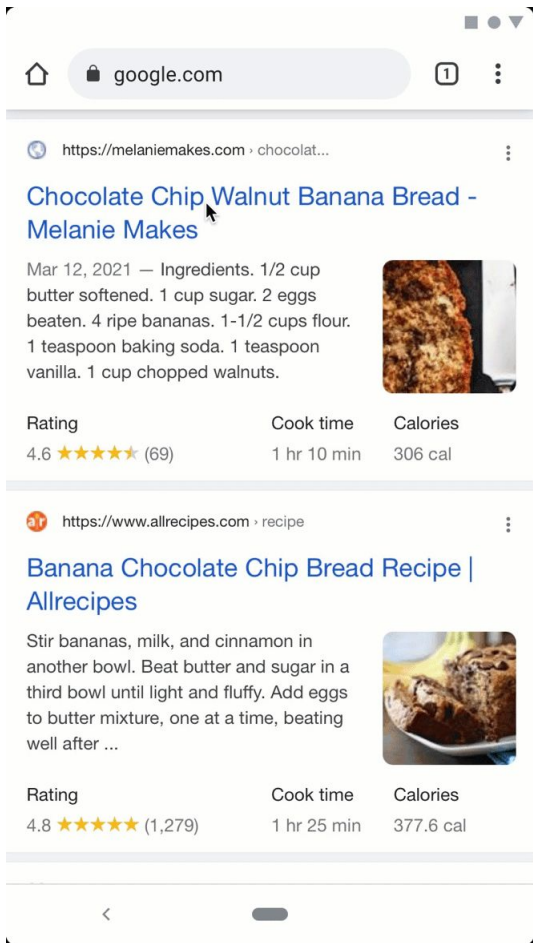 google.com
1
https://melaniemakes.com › chocolat...
Chocolate Chip Walnut Banana Bread -
Melanie Makes
Mar 12, 2021 — Ingredients. 1/2 cup
butter softened. 1 cup sugar. 2 eggs
beaten. 4 ripe bananas. 1-1/2 cups flour.
1 teaspoon baking soda. 1 teaspoon
vanilla. 1 cup chopped walnuts.
Rating Cook time Calories
4.6 ★★★★★ (69) 1 hr 10 min 306 cal
ar https://www.allrecipes.com › recipe
Banana Chocolate Chip Bread Recipe |
Allrecipes
Stir bananas, milk, and cinnamon in
another bowl. Beat butter and sugar in a
third bowl until light and fluffy. Add eggs
to butter mixture, one at a time, beating
well after ...
Rating Cook time Calories
4.8 ★★★★★ (1,279) 1 hr 25 min 377.6 cal